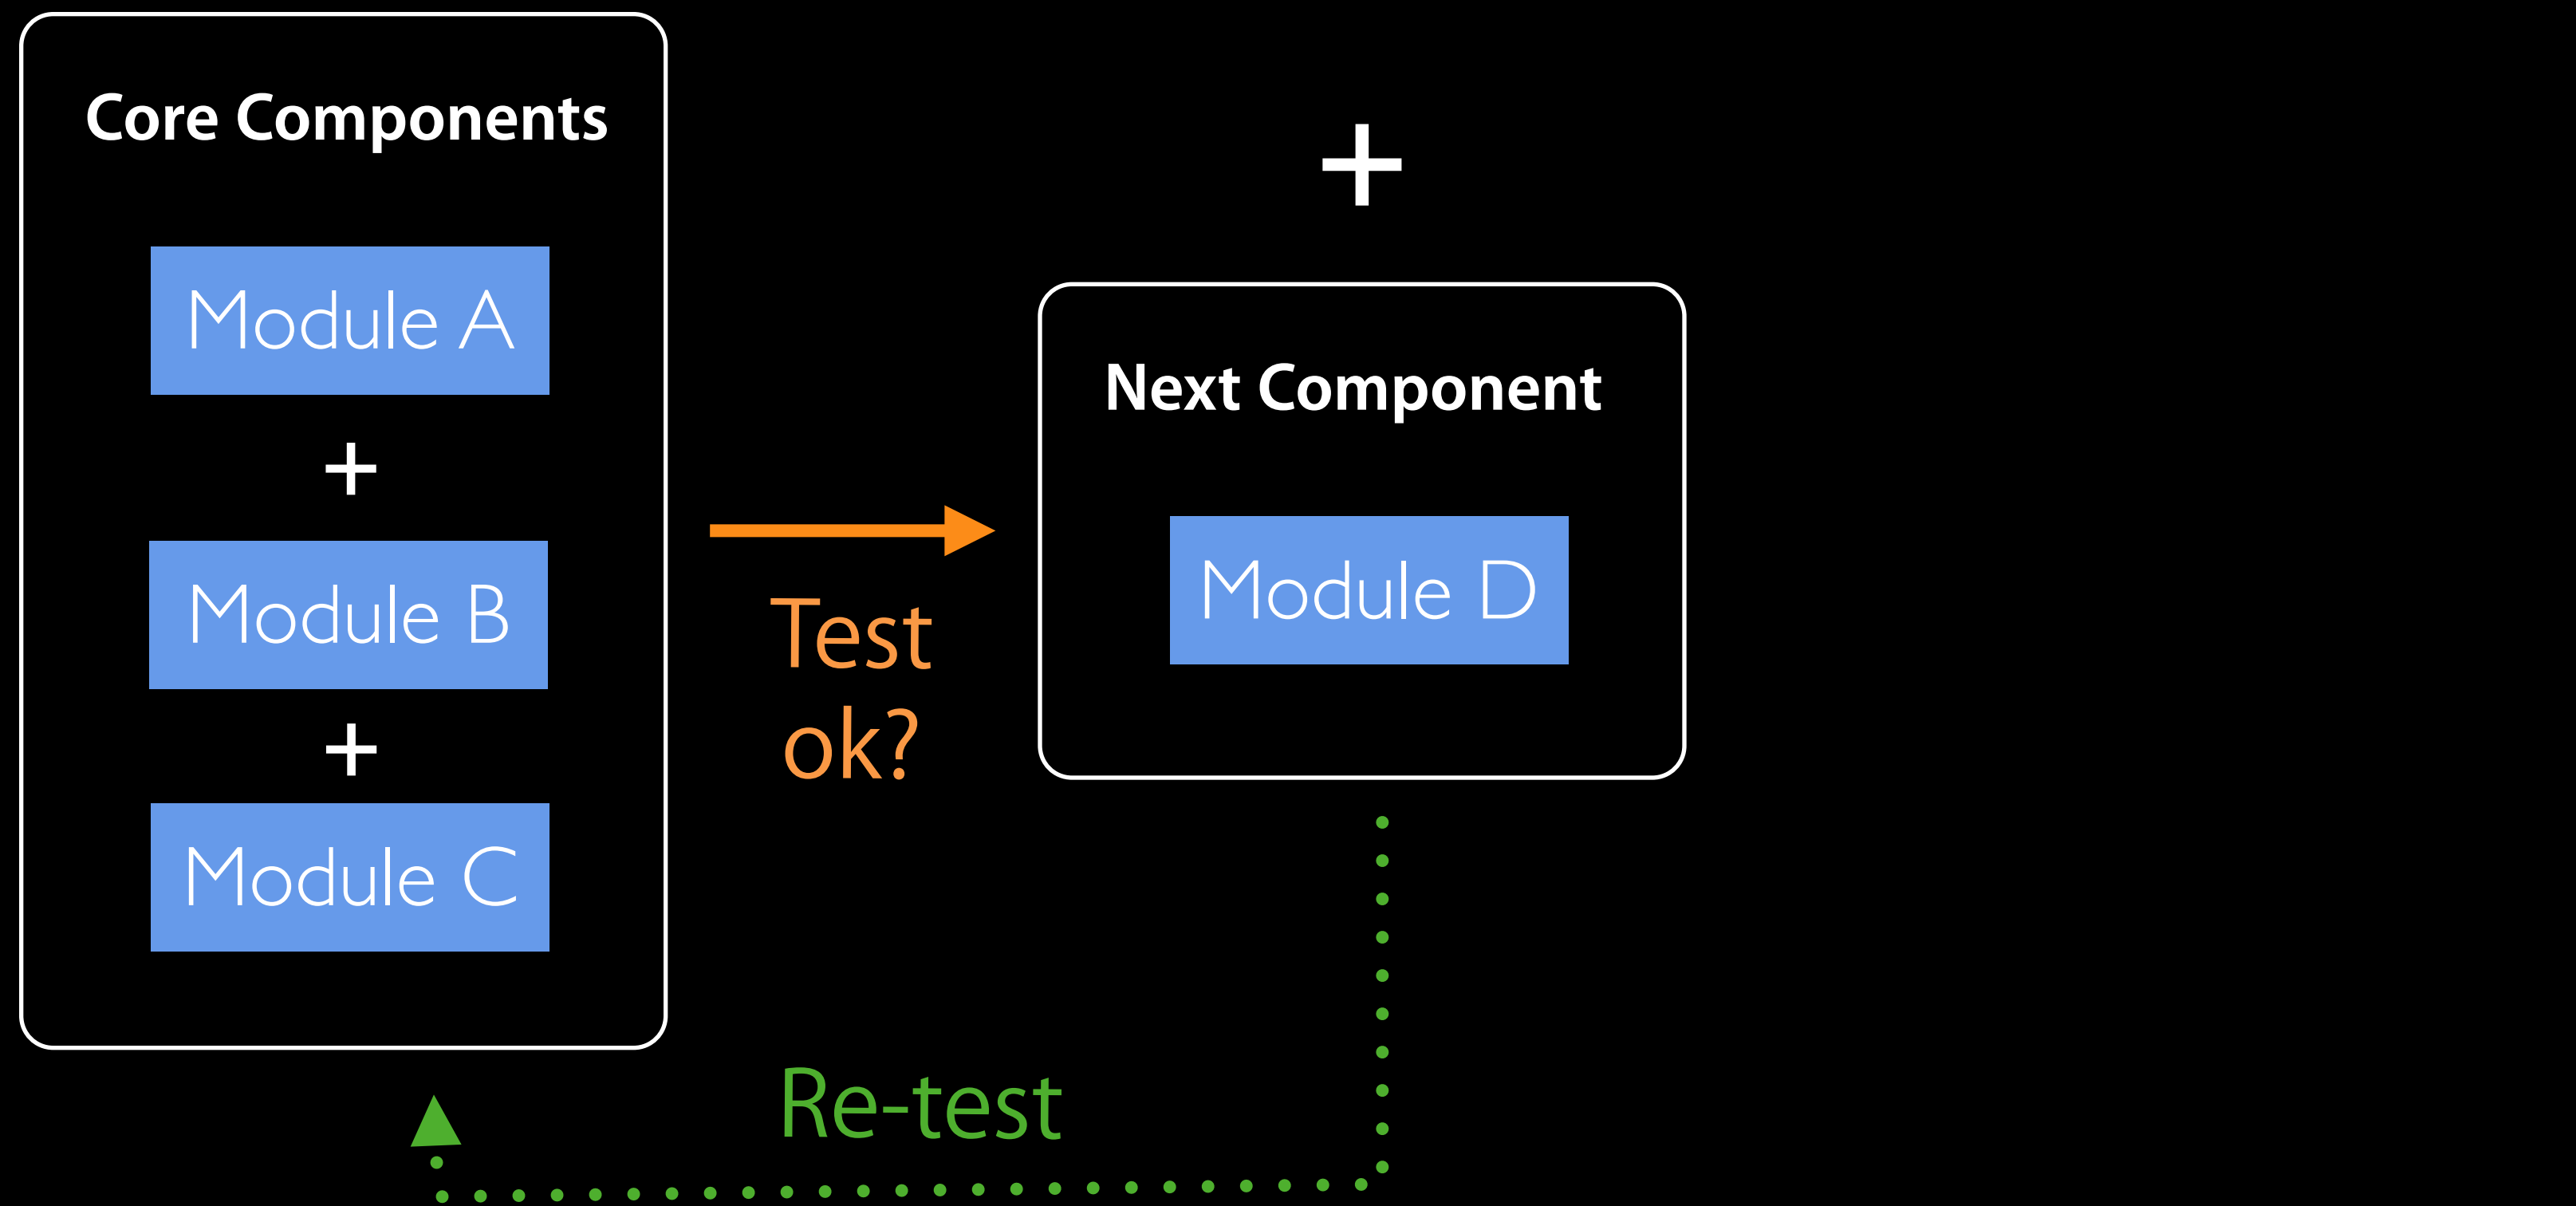 Core Components
Module A
+
Module B
+
Module C
Test
ok?
+
Next Component
Module D
Re-test